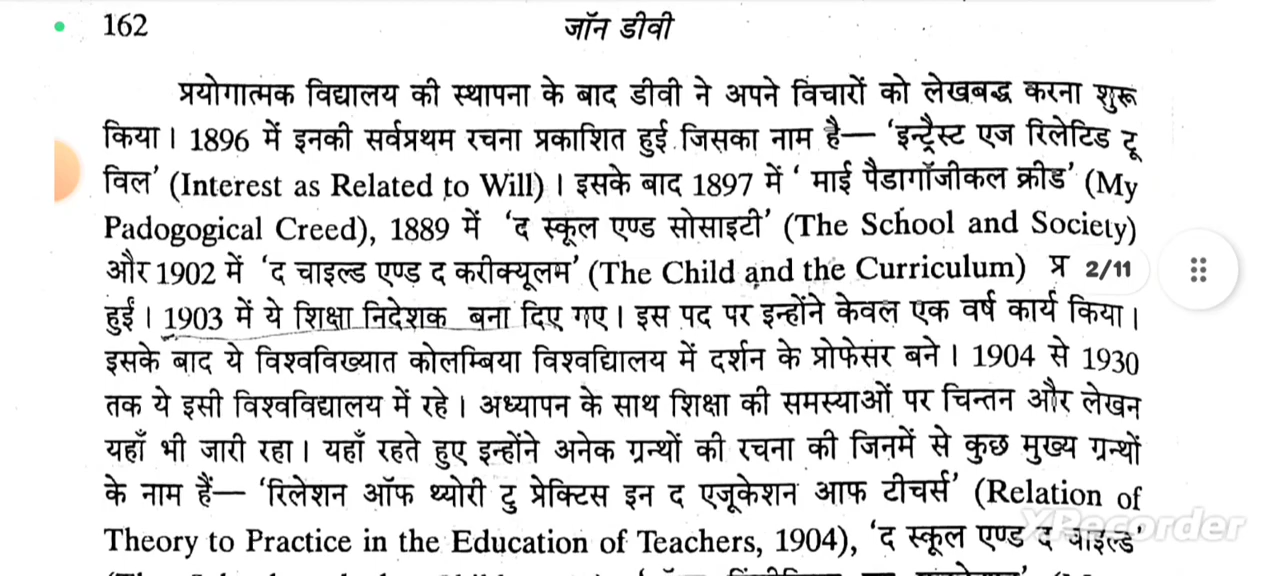 162
जॉन डीवी
प्रयोगात्मक विद्यालय की स्थापना के बाद डीवी ने अपने विचारों को लेखबद्ध करना शुरू
किया। 1896 में इनकी सर्वप्रथम रचना प्रकाशित हुई जिसका नाम है— 'इन्ट्रैस्ट एज रिलेटिड टू
विल' (Interest as Related to Will)। इसके बाद 1897 में ' माई पैडागॉजीकल क्रीड' (My
Padogogical Creed), 1889 में 'द स्कूल एण्ड सोसाइटी' (The School and Society)
और 1902 में 'द चाइल्ड एण्ड द करीक्यूलम' (The Child and the Curriculum) प्र 2/11
हुईं। 1903 में ये शिक्षा निदेशक बना दिए गए। इस पद पर इन्होंने केवल एक वर्ष कार्य किया।
इसके बाद ये विश्वविख्यात कोलम्बिया विश्वद्यिालय में दर्शन के प्रोफेसर बने। 1904 से 1930
तक ये इसी विश्वविद्यालय में रहे। अध्यापन के साथ शिक्षा की समस्याओं पर चिन्तन और लेखन
यहाँ भी जारी रहा। यहाँ रहते हुए इन्होंने अनेक ग्रन्थों की रचना की जिनमें से कुछ मुख्य ग्रन्थों
के नाम हैं— 'रिलेशन ऑफ थ्योरी टु प्रेक्टिस इन द एजूकेशन आफ टीचर्स' (Relation of
Theory to Practice in the Education of Teachers, 1904), 'द स्कूल एण्ड द चाइल्ड'
XRecorder